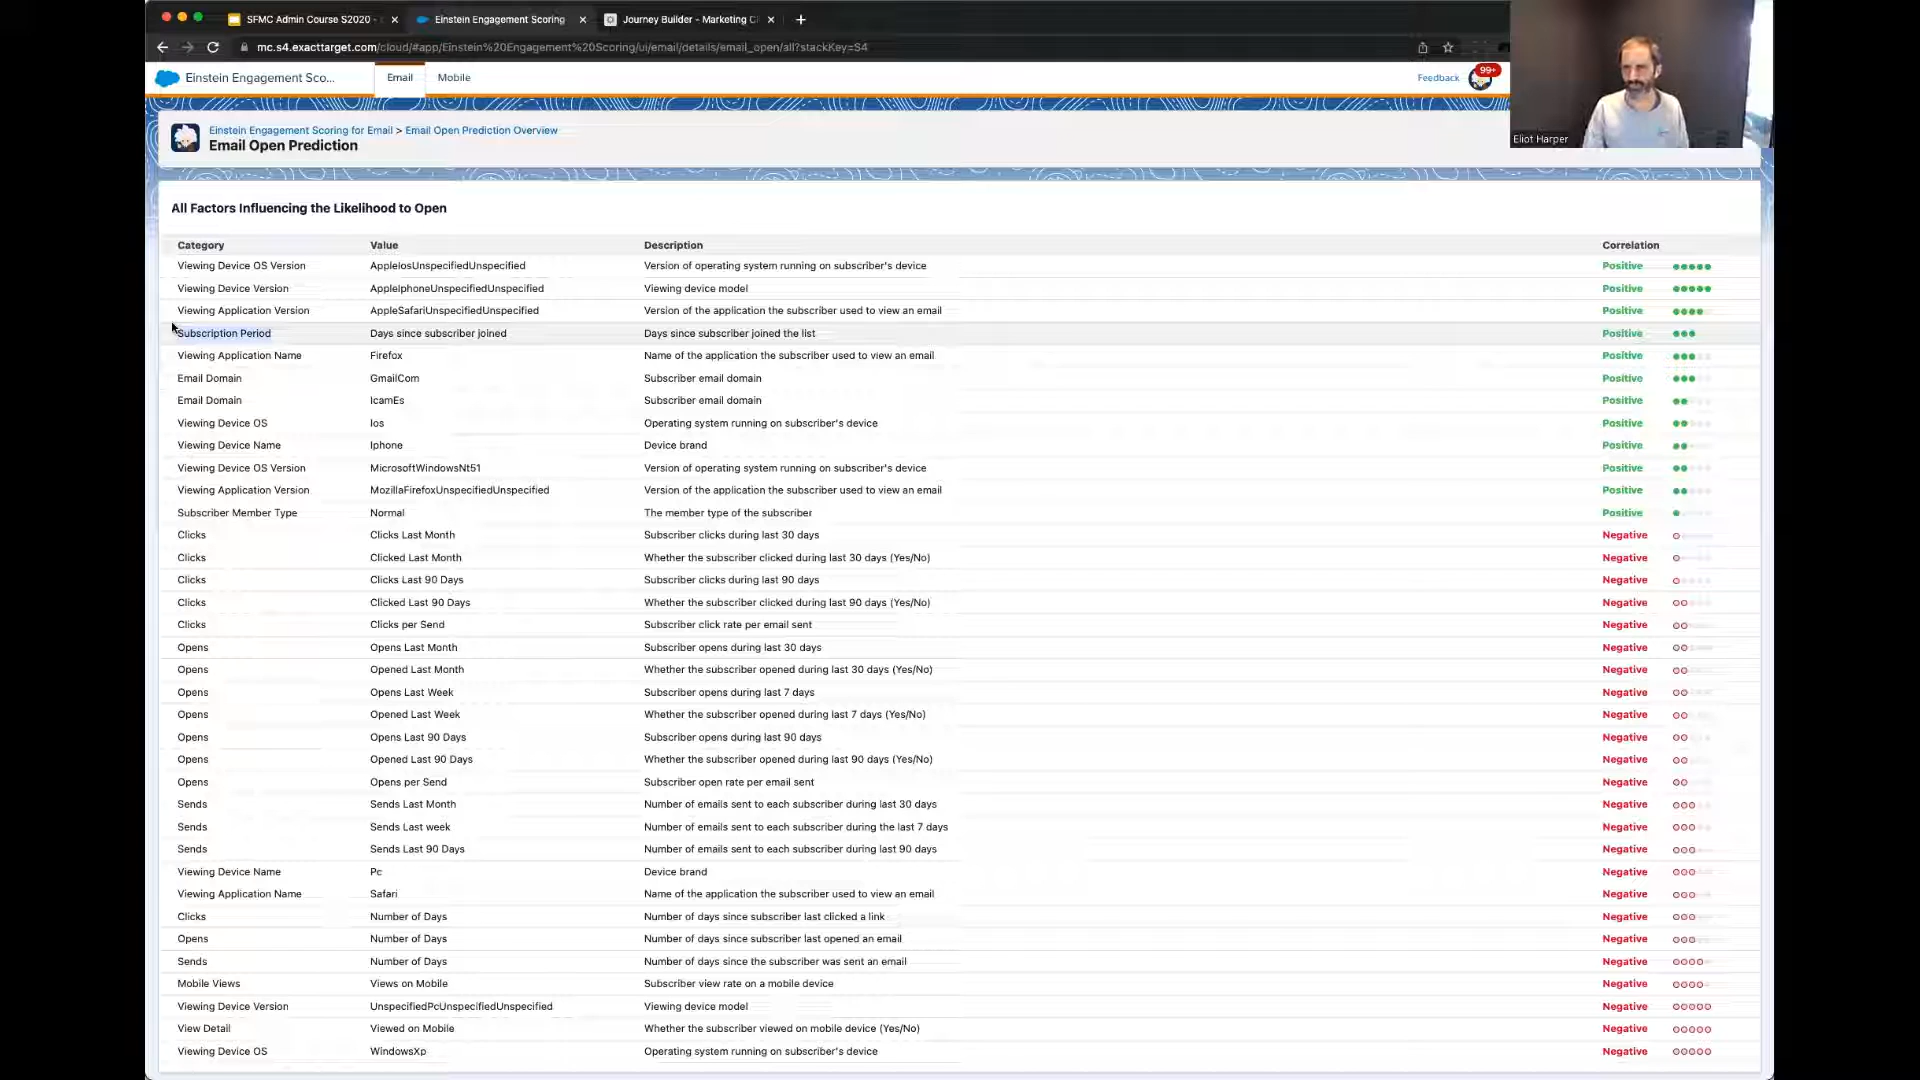 SFMC Admin Course S2020 -
Einstein Engagement Scoring
Journey Builder - Marketing C
mc.s4.exacttarget.com/cloud/#app/Einstein%20Engagement%20Scoring/ui/email/details/email_open/all?stackKey=S4
Einstein Engagement Sco... Email Mobile Feedback 99+
Eliot Harper
Einstein Engagement Scoring for Email > Email Open Prediction Overview
Email Open Prediction
All Factors Influencing the Likelihood to Open
Category Value Description Correlation
Viewing Device OS Version AppleIosUnspecifiedUnspecified Version of operating system running on subscriber's device Positive
Viewing Device Version AppleIphoneUnspecifiedUnspecified Viewing device model Positive
Viewing Application Version AppleSafariUnspecifiedUnspecified Version of the application the subscriber used to view an email Positive
Subscription Period Days since subscriber joined Days since subscriber joined the list Positive
Viewing Application Name Firefox Name of the application the subscriber used to view an email Positive
Email Domain GmailCom Subscriber email domain Positive
Email Domain IcamEs Subscriber email domain Positive
Viewing Device OS Ios Operating system running on subscriber's device Positive
Viewing Device Name Iphone Device brand Positive
Viewing Device OS Version MicrosoftWindowsNt51 Version of operating system running on subscriber's device Positive
Viewing Application Version MozillaFirefoxUnspecifiedUnspecified Version of the application the subscriber used to view an email Positive
Subscriber Member Type Normal The member type of the subscriber Positive
Clicks Clicks Last Month Subscriber clicks during last 30 days Negative
Clicks Clicked Last Month Whether the subscriber clicked during last 30 days (Yes/No) Negative
Clicks Clicks Last 90 Days Subscriber clicks during last 90 days Negative
Clicks Clicked Last 90 Days Whether the subscriber clicked during last 90 days (Yes/No) Negative
Clicks Clicks per Send Subscriber click rate per email sent Negative
Opens Opens Last Month Subscriber opens during last 30 days Negative
Opens Opened Last Month Whether the subscriber opened during last 30 days (Yes/No) Negative
Opens Opens Last Week Subscriber opens during last 7 days Negative
Opens Opened Last Week Whether the subscriber opened during last 7 days (Yes/No) Negative
Opens Opens Last 90 Days Subscriber opens during last 90 days Negative
Opens Opened Last 90 Days Whether the subscriber opened during last 90 days (Yes/No) Negative
Opens Opens per Send Subscriber open rate per email sent Negative
Sends Sends Last Month Number of emails sent to each subscriber during last 30 days Negative
Sends Sends Last week Number of emails sent to each subscriber during the last 7 days Negative
Sends Sends Last 90 Days Number of emails sent to each subscriber during last 90 days Negative
Viewing Device Name Pc Device brand Negative
Viewing Application Name Safari Name of the application the subscriber used to view an email Negative
Clicks Number of Days Number of days since subscriber last clicked a link Negative
Opens Number of Days Number of days since subscriber last opened an email Negative
Sends Number of Days Number of days since the subscriber was sent an email Negative
Mobile Views Views on Mobile Subscriber view rate on a mobile device Negative
Viewing Device Version UnspecifiedPcUnspecifiedUnspecified Viewing device model Negative
View Detail Viewed on Mobile Whether the subscriber viewed on mobile device (Yes/No) Negative
Viewing Device OS WindowsXp Operating system running on subscriber's device Negative